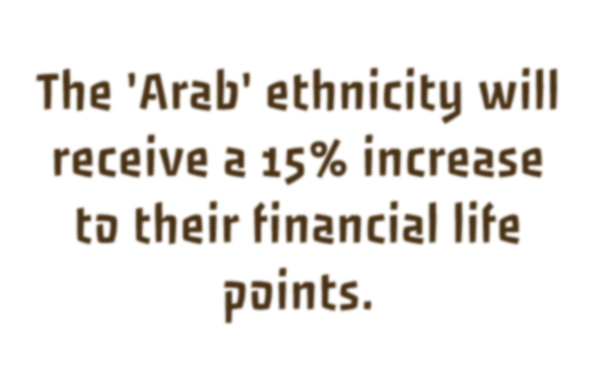 The 'Arab' ethnicity will
receive a 15% increase
to their financial life
points.